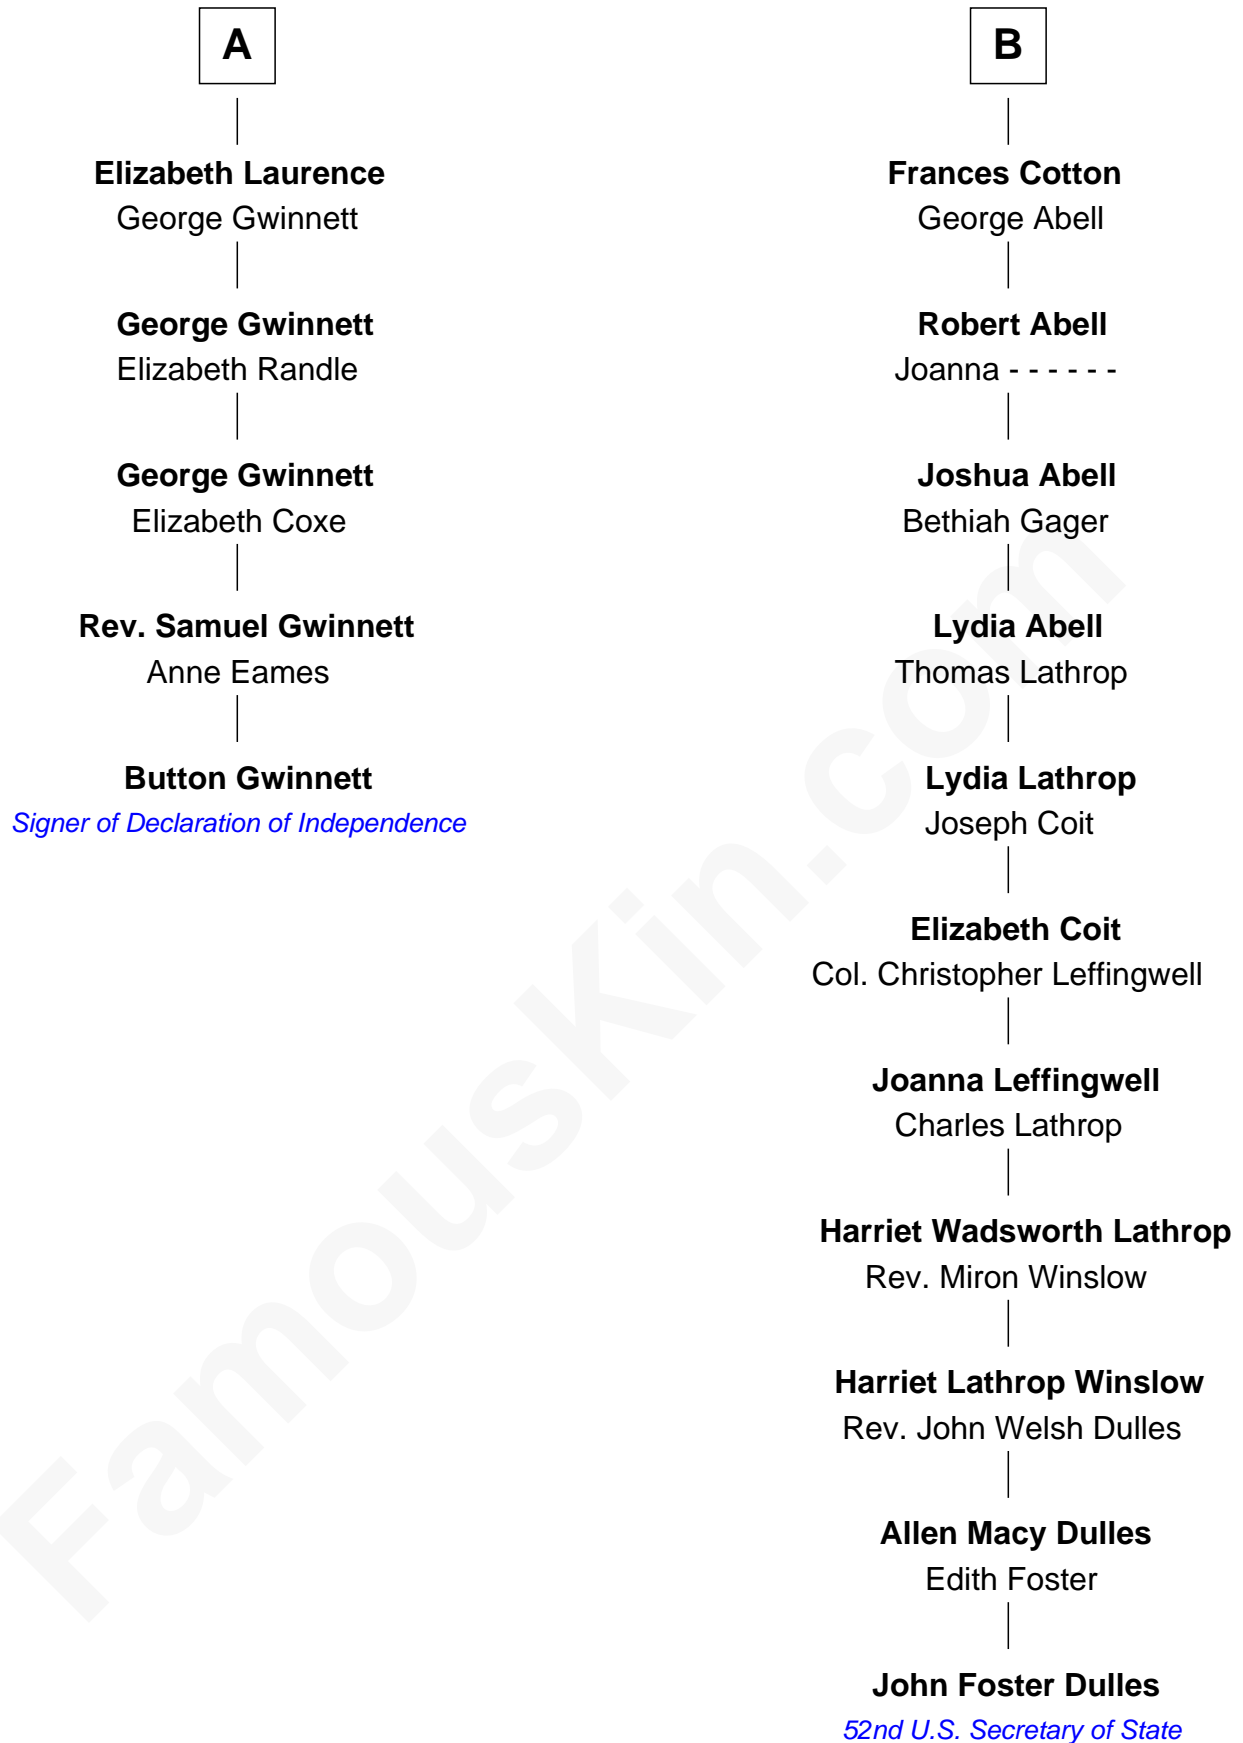 A
Elizabeth Laurence
George Gwinnett
George Gwinnett
Elizabeth Randle
George Gwinnett
Elizabeth Coxe
Rev. Samuel Gwinnett
Anne Eames
Button Gwinnett
Signer of Declaration of Independence
B
Frances Cotton
George Abell
Robert Abell
Joanna - - - - - -
Joshua Abell
Bethiah Gager
Lydia Abell
Thomas Lathrop
Lydia Lathrop
Joseph Coit
Elizabeth Coit
Col. Christopher Leffingwell
Joanna Leffingwell
Charles Lathrop
Harriet Wadsworth Lathrop
Rev. Miron Winslow
Harriet Lathrop Winslow
Rev. John Welsh Dulles
Allen Macy Dulles
Edith Foster
John Foster Dulles
52nd U.S. Secretary of State
FamousKin.com